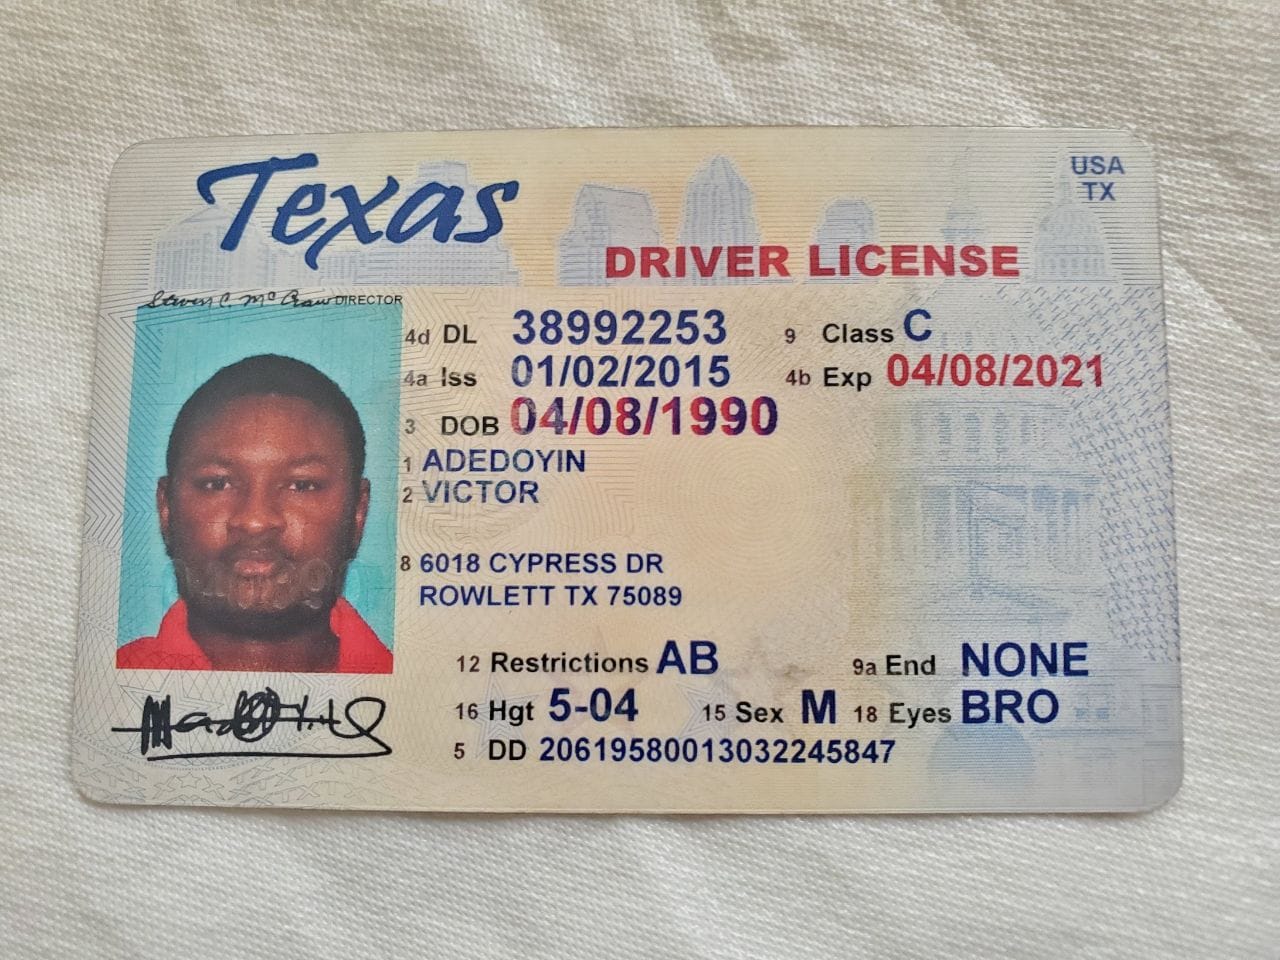 Texas
USA
TX
DRIVER LICENSE
Steven C. McCraw DIRECTOR
4d DL 38992253 9 Class C
4a Iss 01/02/2015 4b Exp 04/08/2021
3 DOB 04/08/1990
1 ADEDOYIN
2 VICTOR
8 6018 CYPRESS DR
ROWLETT TX 75089
12 Restrictions AB 9a End NONE
16 Hgt 5-04 15 Sex M 18 Eyes BRO
5 DD 20619580013032245847